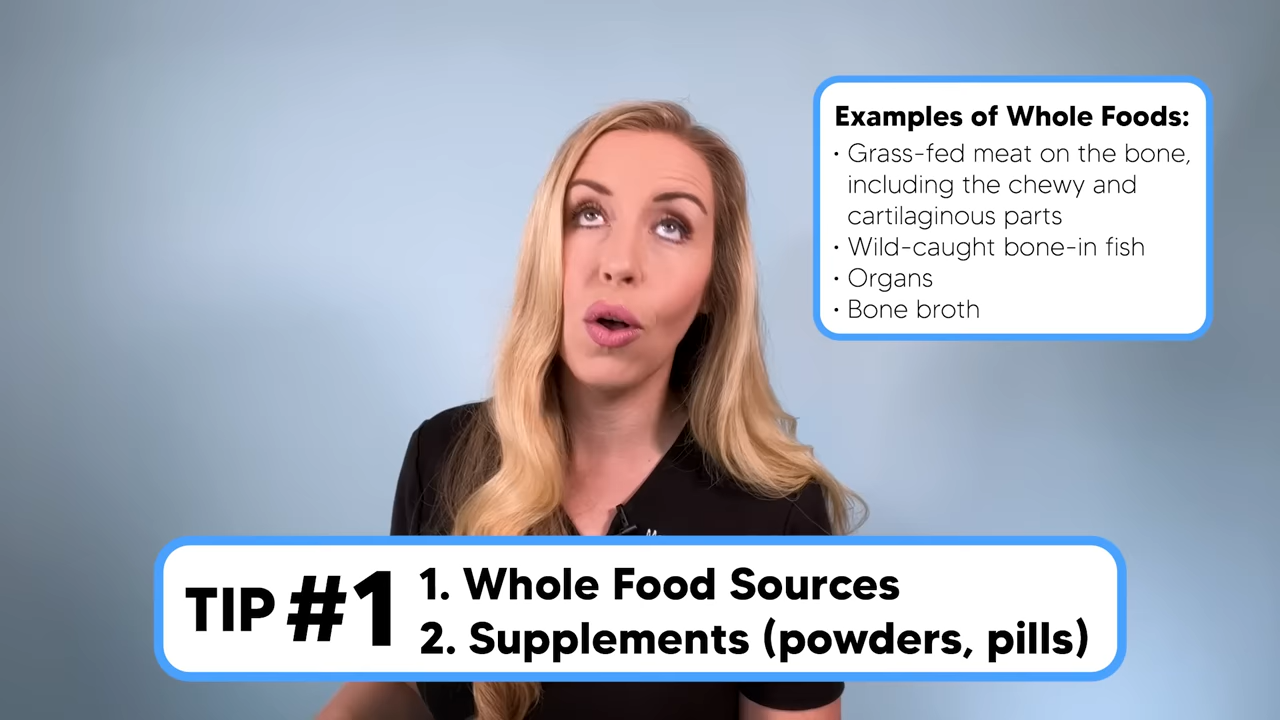 Examples of Whole Foods:
· Grass-fed meat on the bone,
including the chewy and
cartilaginous parts
· Wild-caught bone-in fish
· Organs
· Bone broth
TIP #1
1. Whole Food Sources
2. Supplements (powders, pills)